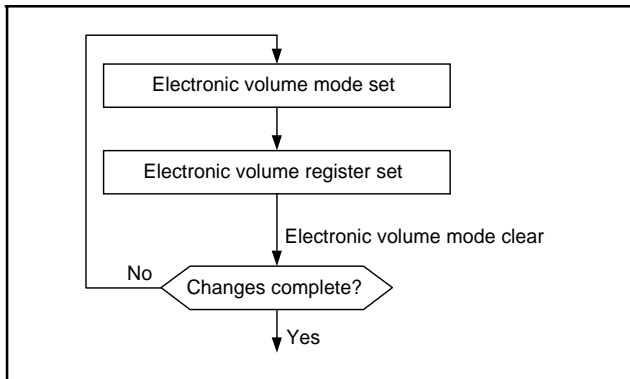 Electronic volume mode set
Electronic volume register set
Electronic volume mode clear
No
Changes complete?
Yes